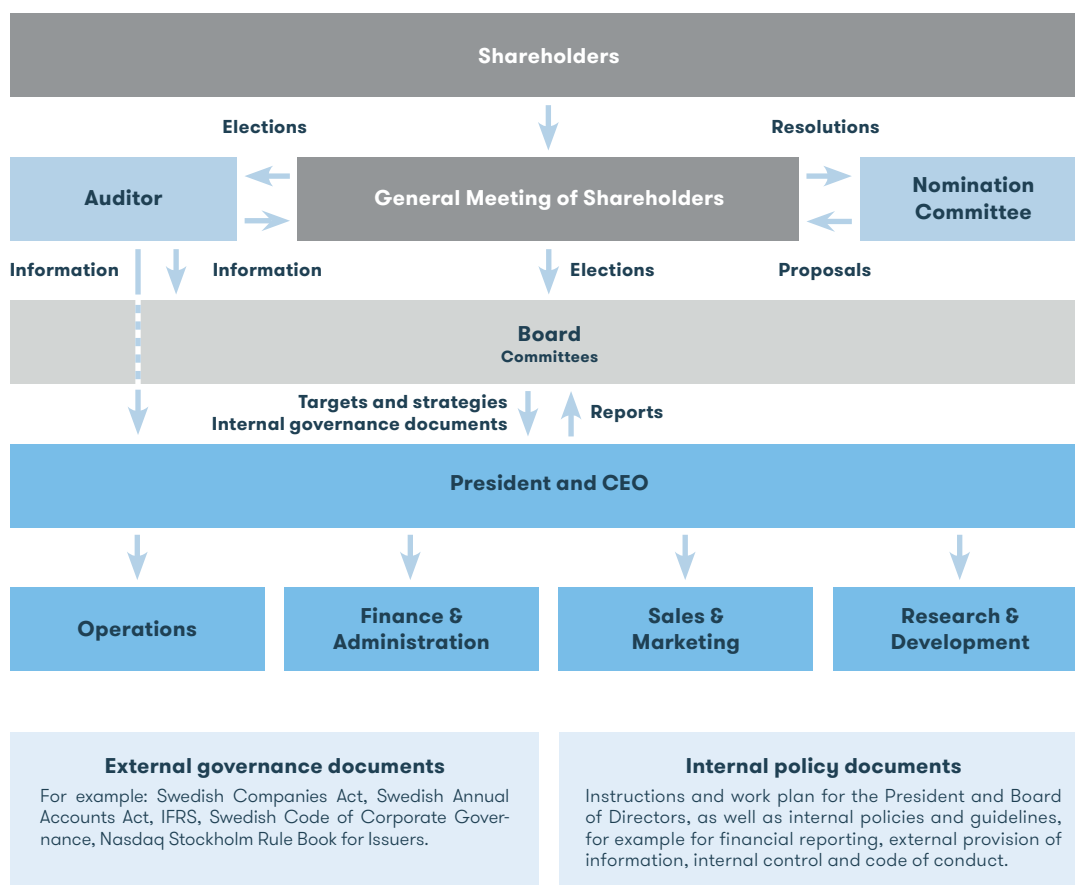 Shareholders
Elections
Resolutions
Auditor
General Meeting of Shareholders
Nomination
Committee
Information
Information
Elections
Proposals
Board
Committees
Targets and strategies
Internal governance documents
Reports
President and CEO
Operations
Finance &
Administration
Sales &
Marketing
Research &
Development
External governance documents
For example: Swedish Companies Act, Swedish Annual
Accounts Act, IFRS, Swedish Code of Corporate Gover-
nance, Nasdaq Stockholm Rule Book for Issuers.
Internal policy documents
Instructions and work plan for the President and Board
of Directors, as well as internal policies and guidelines,
for example for financial reporting, external provision of
information, internal control and code of conduct.